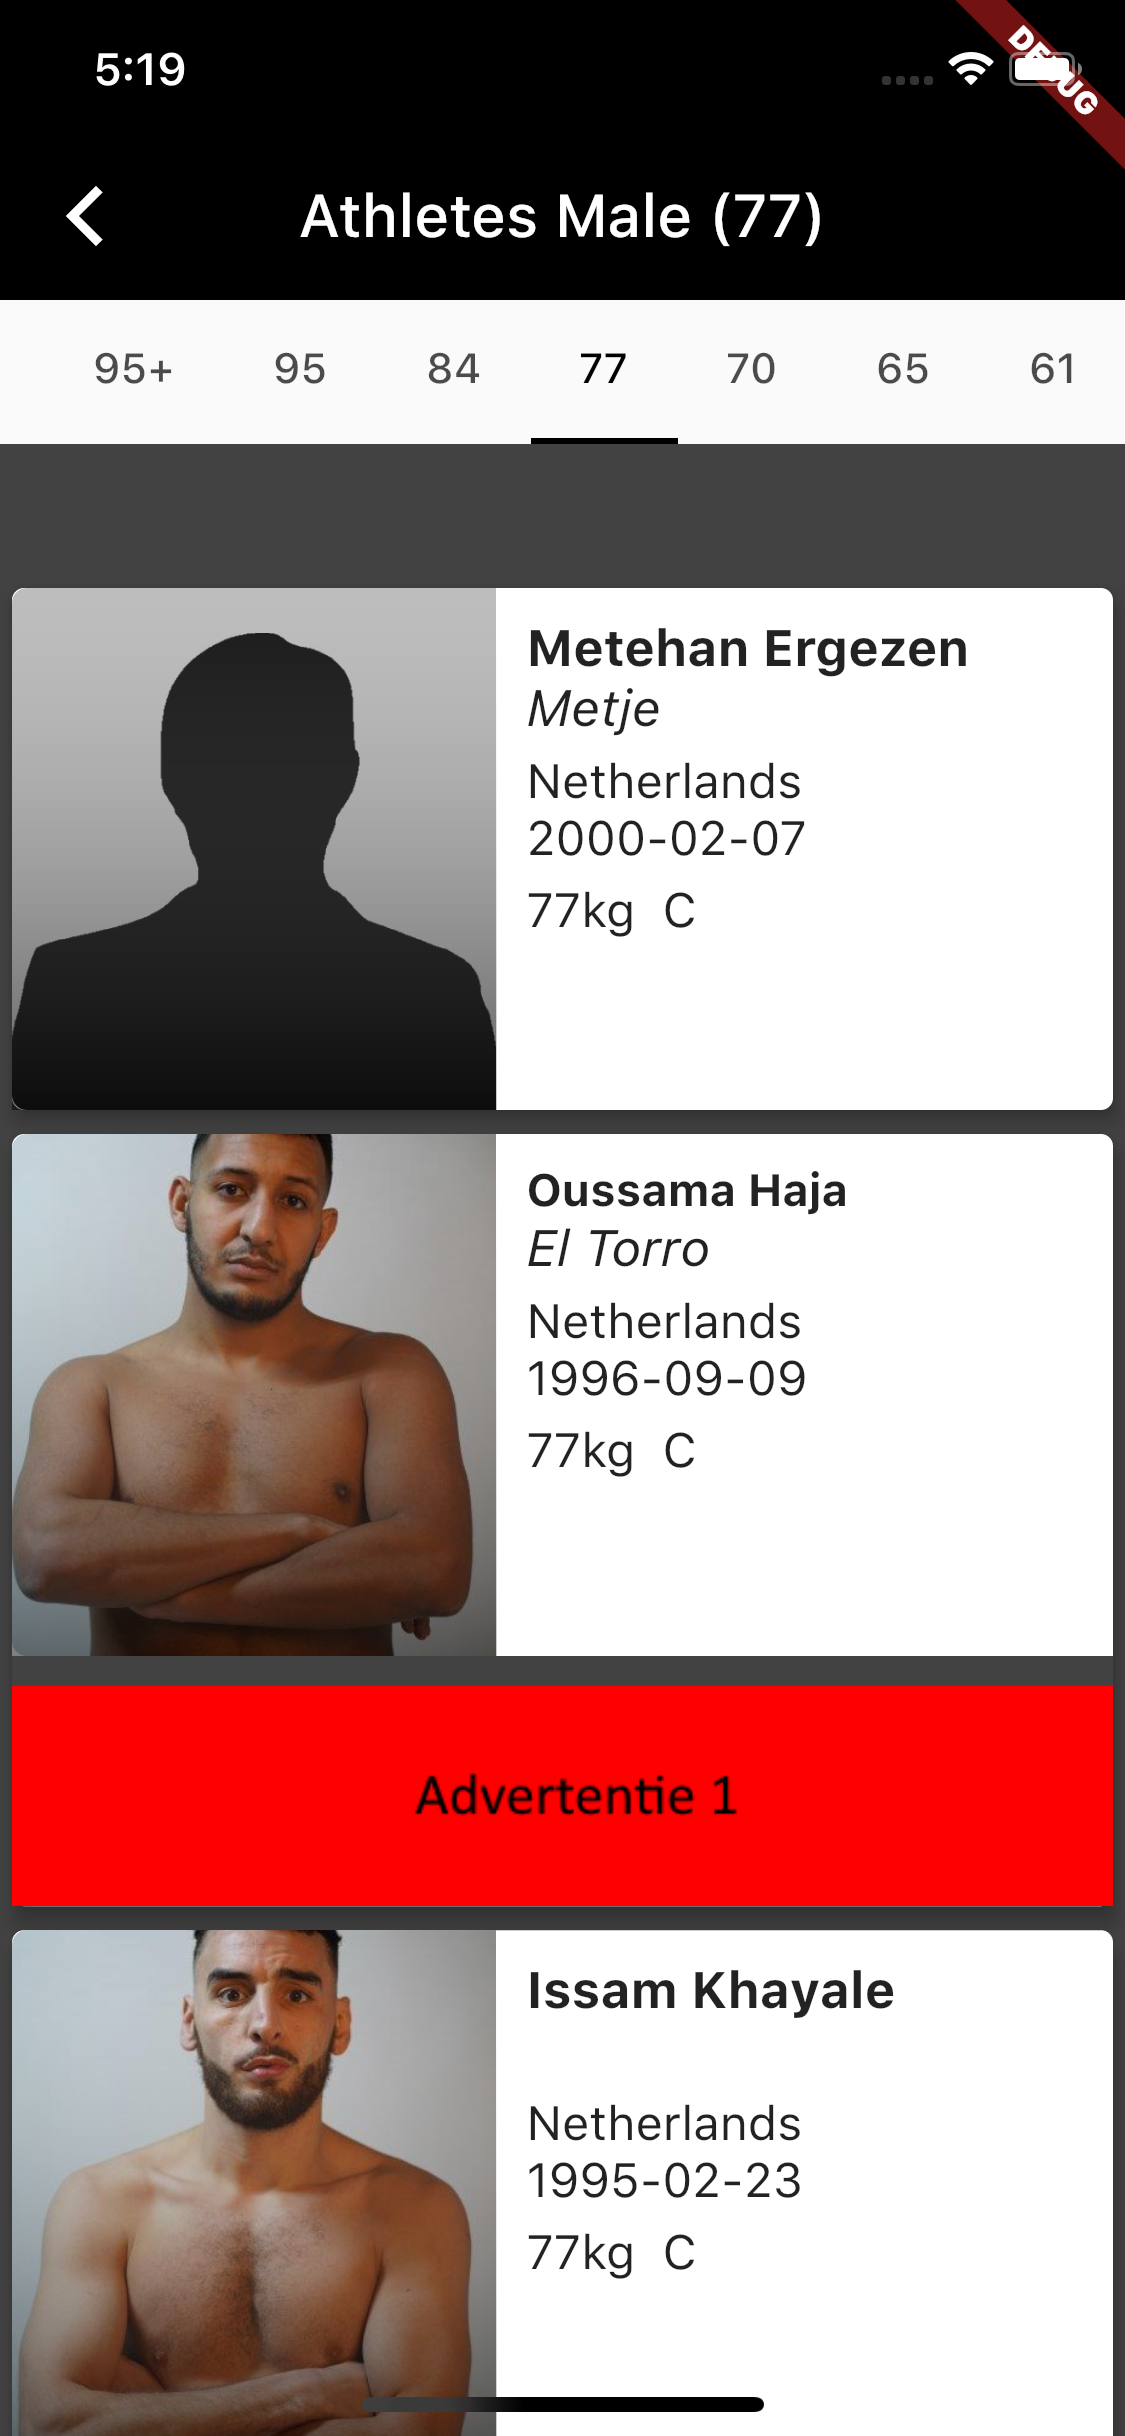 5:19
DEBUG
Athletes Male (77)
95+ 95 84 77 70 65 61
Metehan Ergezen
Metje
Netherlands
2000-02-07
77kg C
Oussama Haja
El Torro
Netherlands
1996-09-09
77kg C
Advertentie 1
Issam Khayale
Netherlands
1995-02-23
77kg C